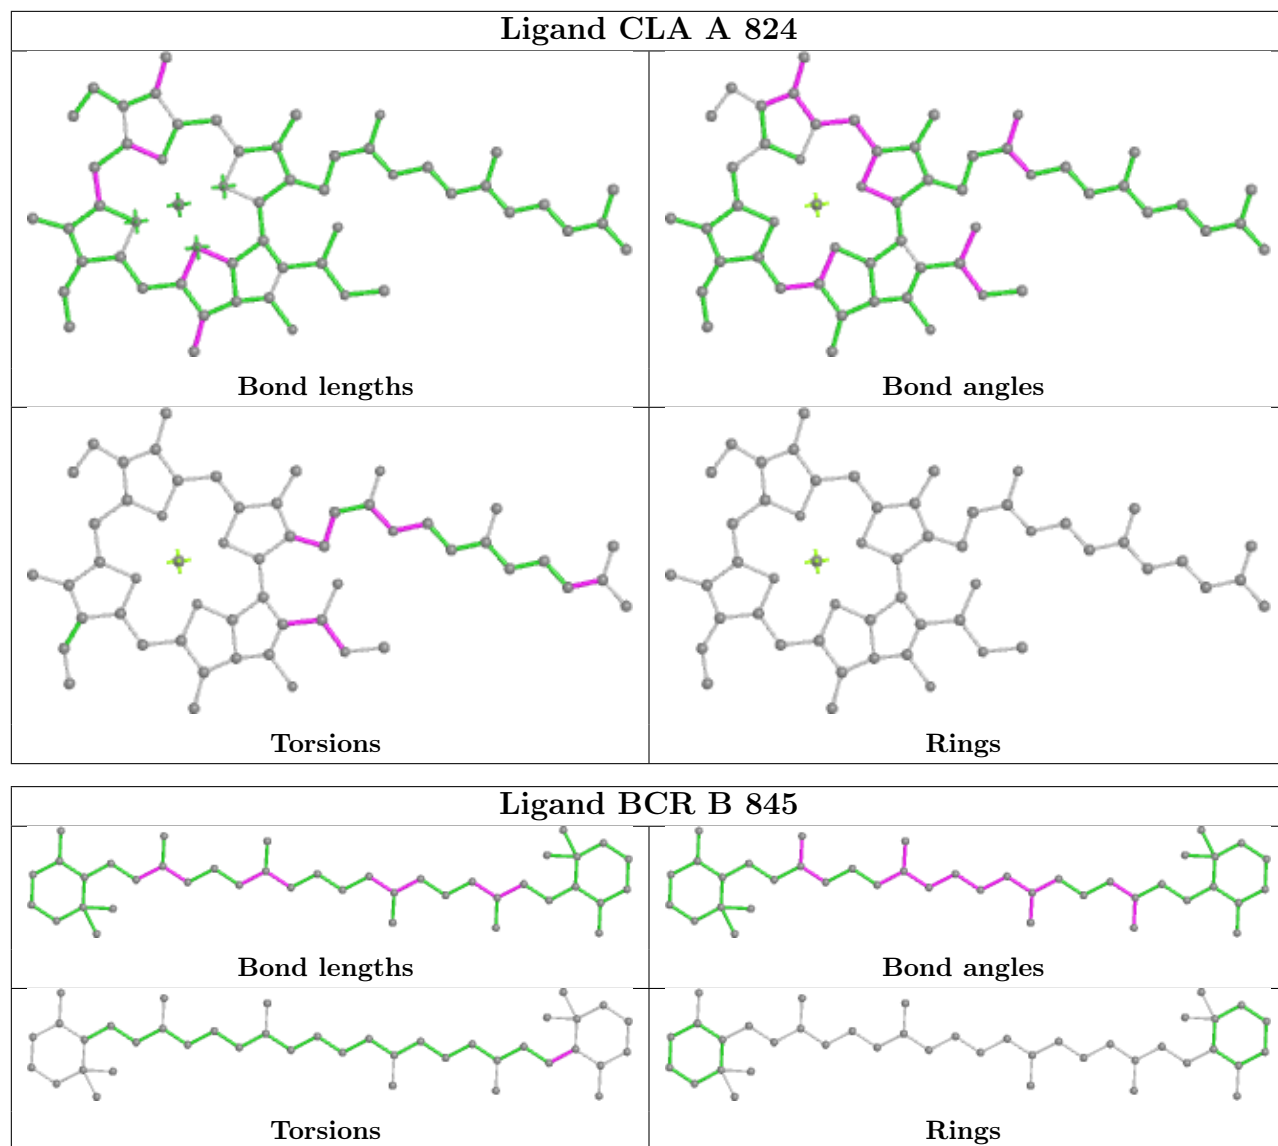 Ligand CLA A 824
Bond lengths
Bond angles
Torsions
Rings
Ligand BCR B 845
Bond lengths
Bond angles
Torsions
Rings